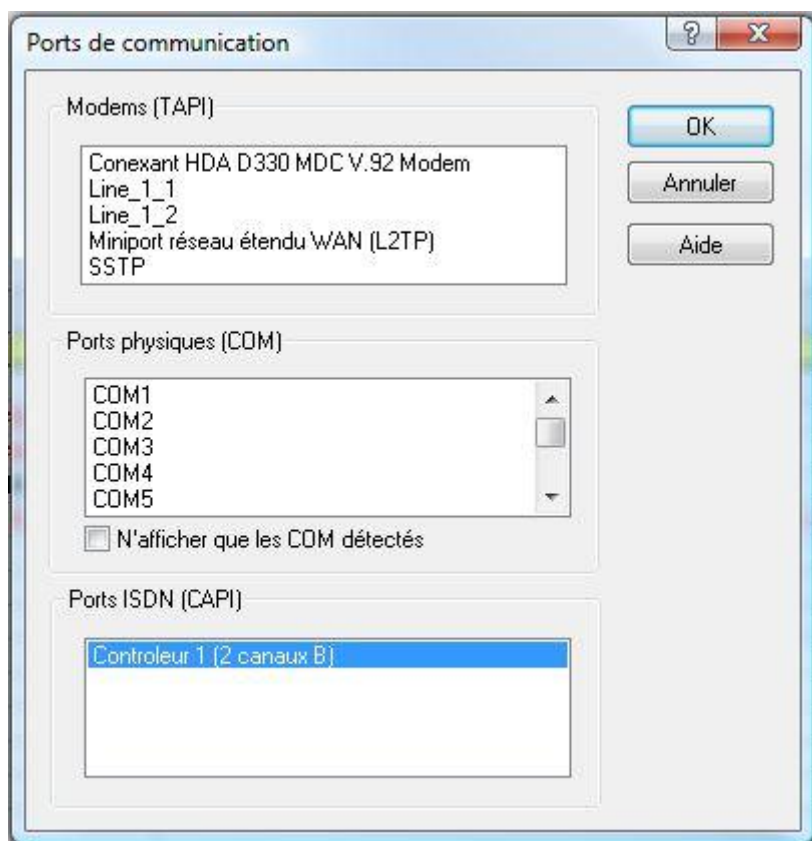 Ports de communication
?
X
Modems (TAPI)
OK
Conexant HDA D330 MDC V.92 Modem
Line_1_1
Annuler
Line_1_2
Miniport réseau étendu WAN (L2TP)
Aide
SSTP
Ports physiques (COM)
COM1
COM2
COM3
COM4
COM5
N'afficher que les COM détectés
Ports ISDN (CAPI)
Controleur 1 (2 canaux B)